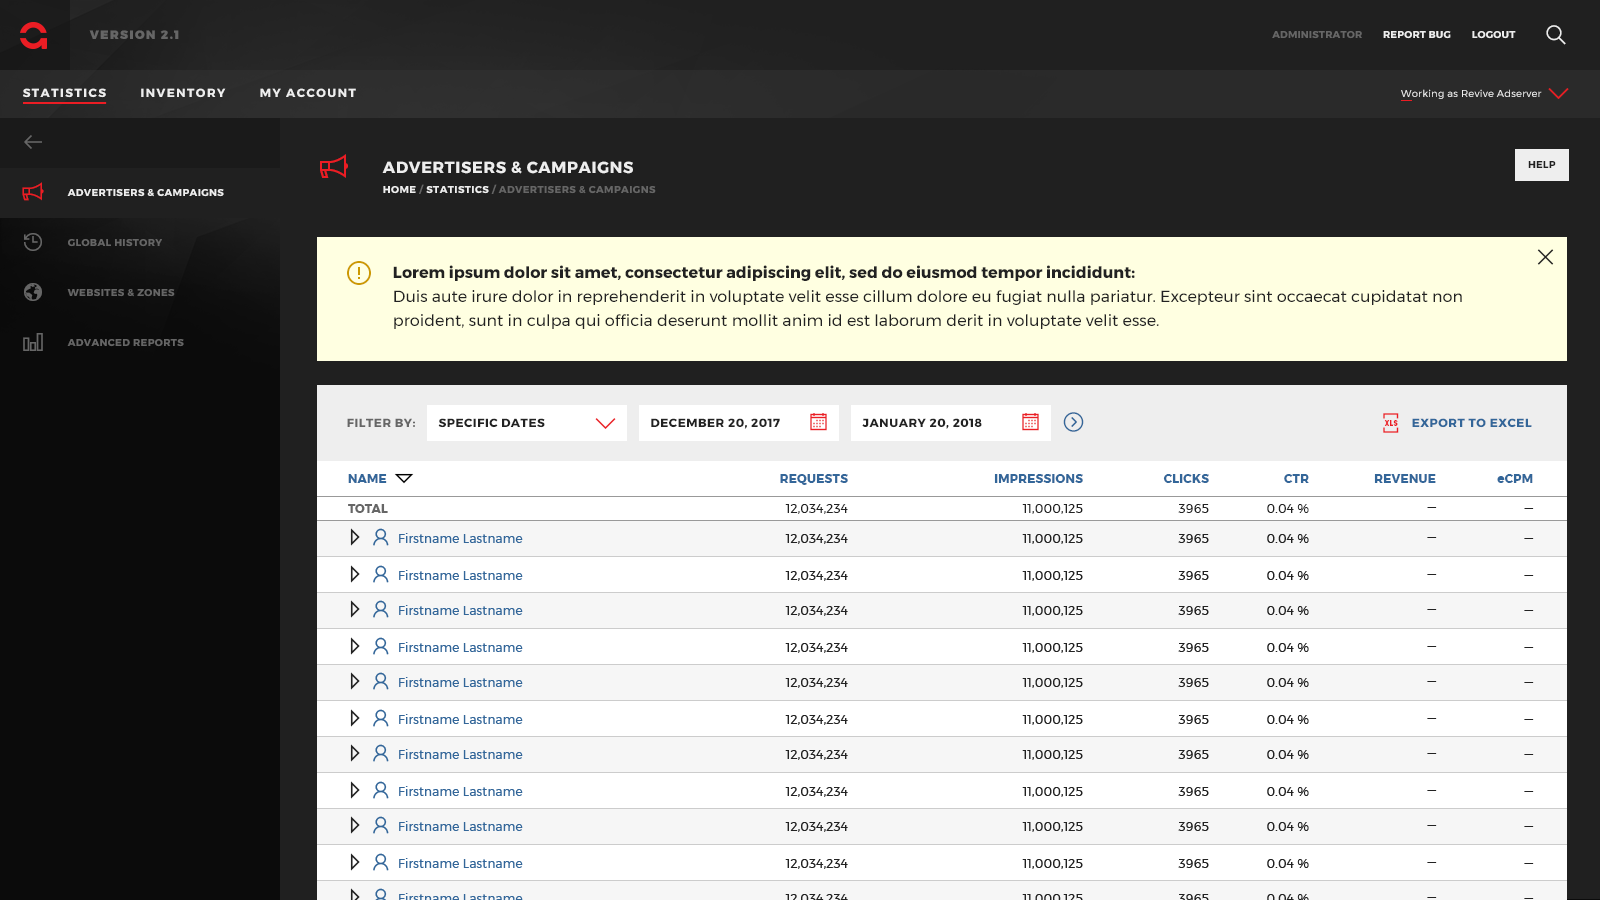 VERSION 2.1
ADMINISTRATOR REPORT BUG LOGOUT
STATISTICS INVENTORY MY ACCOUNT
Working as Revive Adserver
ADVERTISERS & CAMPAIGNS
GLOBAL HISTORY
WEBSITES & ZONES
ADVANCED REPORTS
ADVERTISERS & CAMPAIGNS
HOME / STATISTICS / ADVERTISERS & CAMPAIGNS
HELP
Lorem ipsum dolor sit amet, consectetur adipiscing elit, sed do eiusmod tempor incididunt:
Duis aute irure dolor in reprehenderit in voluptate velit esse cillum dolore eu fugiat nulla pariatur. Excepteur sint occaecat cupidatat non
proident, sunt in culpa qui officia deserunt mollit anim id est laborum derit in voluptate velit esse.
FILTER BY: SPECIFIC DATES DECEMBER 20, 2017 JANUARY 20, 2018 XLS EXPORT TO EXCEL
NAME REQUESTS IMPRESSIONS CLICKS CTR REVENUE eCPM
TOTAL 12,034,234 11,000,125 3965 0.04 % – –
Firstname Lastname 12,034,234 11,000,125 3965 0.04 % – –
Firstname Lastname 12,034,234 11,000,125 3965 0.04 % – –
Firstname Lastname 12,034,234 11,000,125 3965 0.04 % – –
Firstname Lastname 12,034,234 11,000,125 3965 0.04 % – –
Firstname Lastname 12,034,234 11,000,125 3965 0.04 % – –
Firstname Lastname 12,034,234 11,000,125 3965 0.04 % – –
Firstname Lastname 12,034,234 11,000,125 3965 0.04 % – –
Firstname Lastname 12,034,234 11,000,125 3965 0.04 % – –
Firstname Lastname 12,034,234 11,000,125 3965 0.04 % – –
Firstname Lastname 12,034,234 11,000,125 3965 0.04 % – –
Firstname Lastname 12,034,234 11,000,125 3965 0.04 % – –